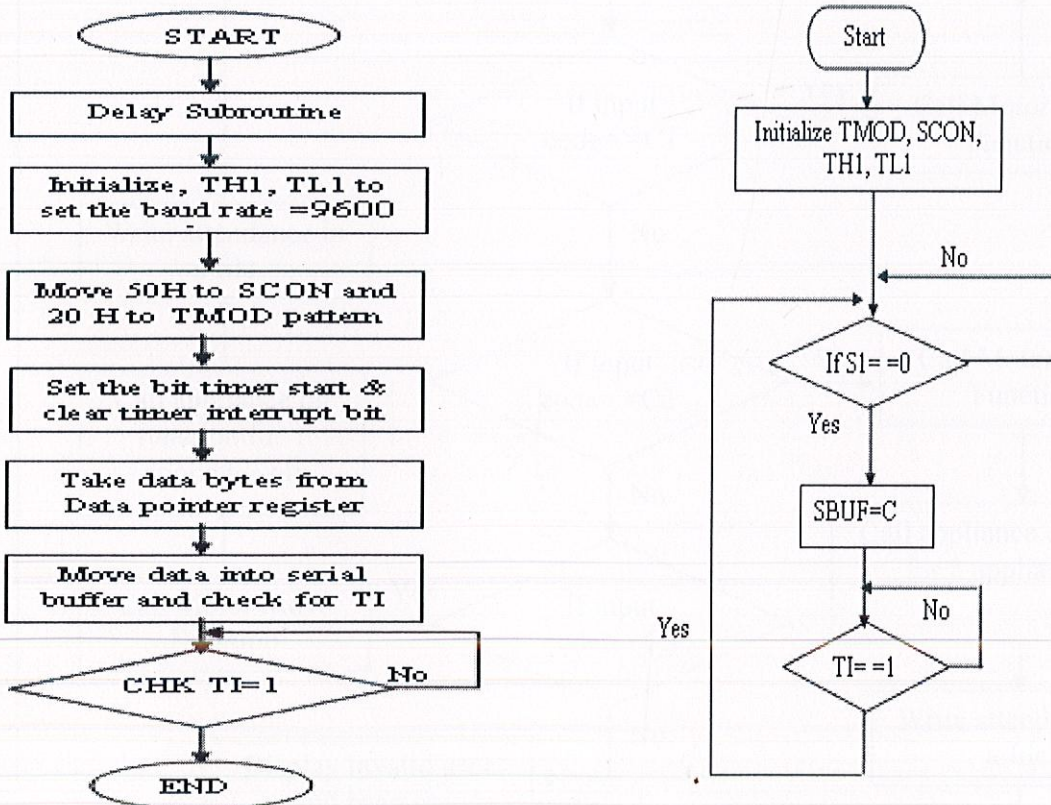 START
Delay Subroutine
Initialize, TH1, TL1 to
set the baud rate =9600
Move 50H to SCON and
20 H to TMOD pattern
Set the bit timer start &
clear timer interrupt bit
Take data bytes from
Data pointer register
Move data into serial
buffer and check for TI
CHK TI=1
No
END
Start
Initialize TMOD, SCON,
TH1, TL1
No
If S1= =0
Yes
SBUF=C
No
Yes
TI= =1